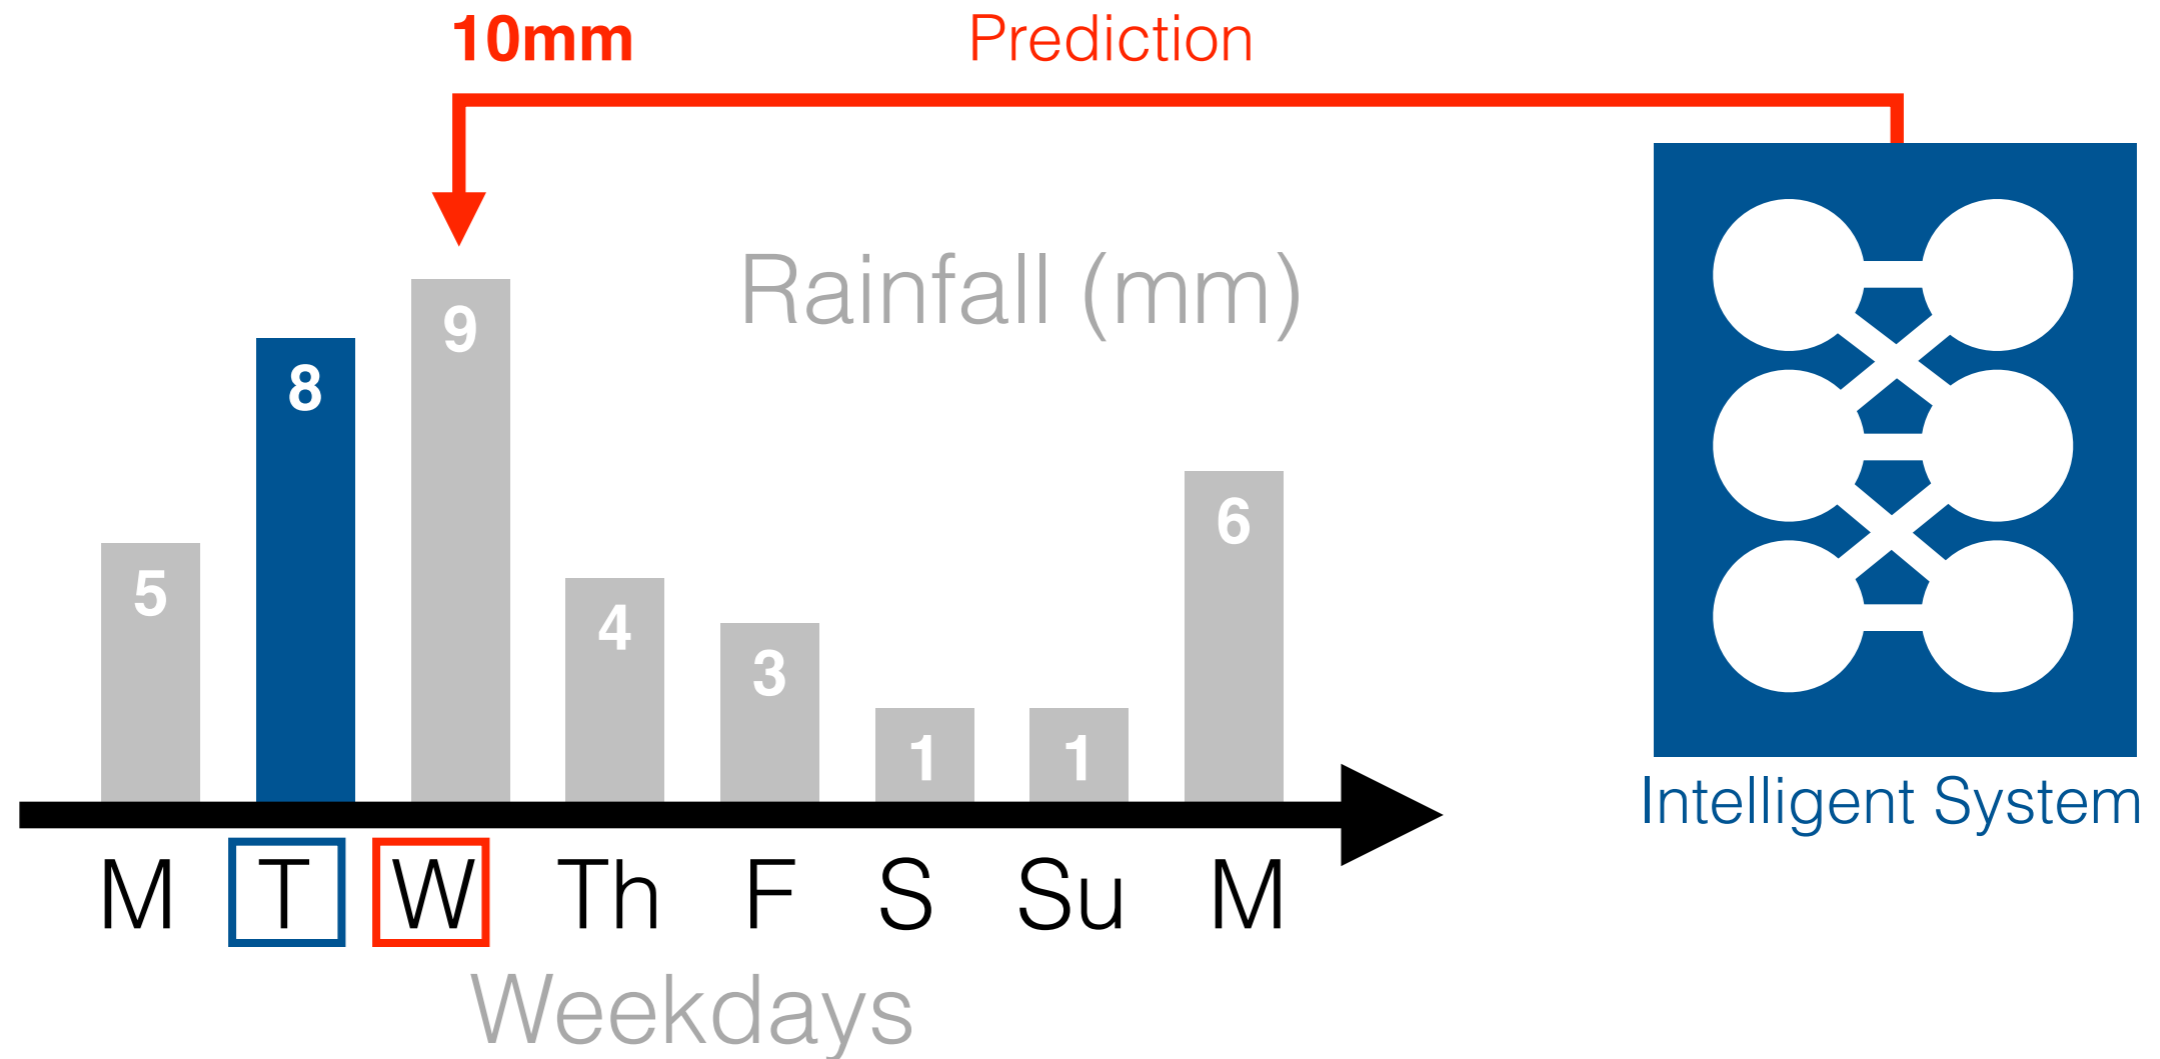 10mm Prediction
Rainfall (mm)
9
8
6
5
4
3
1 1
Intelligent System
M T W Th F S Su M
Weekdays